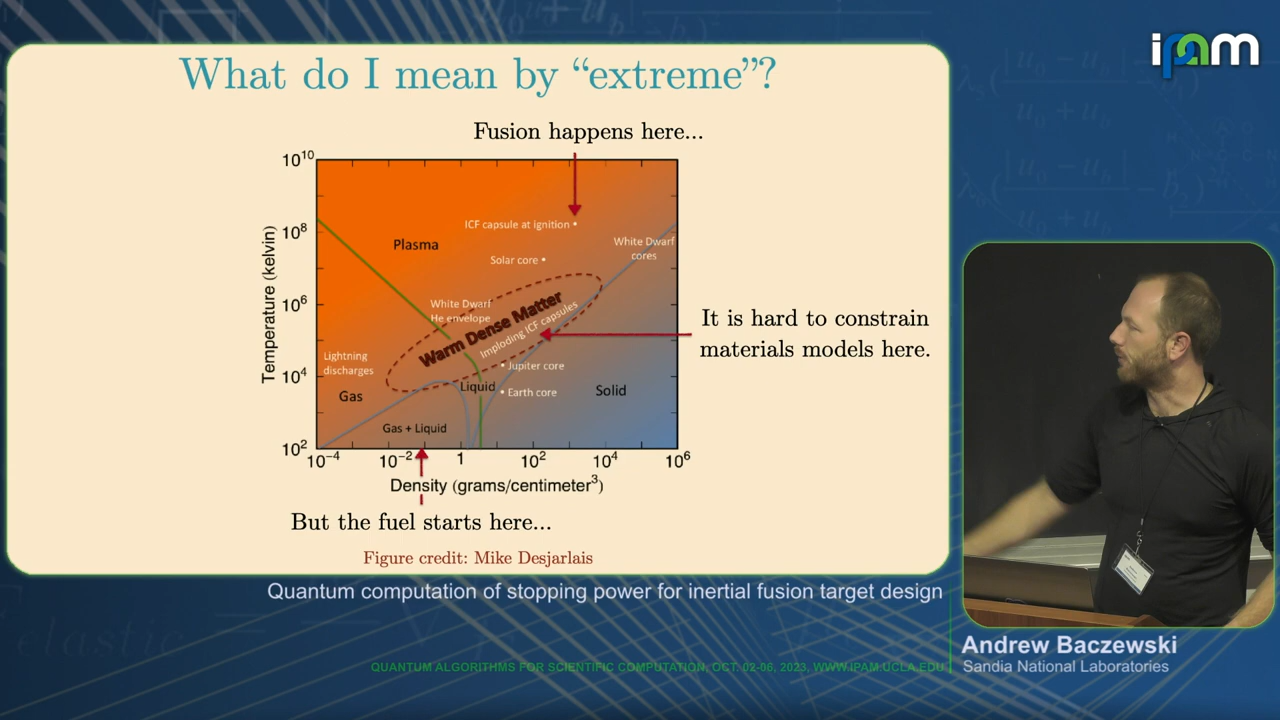 ipam
What do I mean by “extreme”?
Fusion happens here...
10^10
10^8
10^6
10^4
10^2
Temperature (kelvin)
ICF capsule at ignition
Plasma
White Dwarf
cores
Solar core
White Dwarf
He envelope
Warm Dense Matter
Imploding ICF capsules
It is hard to constrain
materials models here.
Lightning
discharges
Jupiter core
Liquid
Earth core
Solid
Gas
Gas + Liquid
10^-4
10^-2
1
10^2
10^4
10^6
Density (grams/centimeter^3)
But the fuel starts here...
Figure credit: Mike Desjarlais
Quantum computation of stopping power for inertial fusion target design
Andrew Baczewski
Sandia National Laboratories
QUANTUM ALGORITHMS FOR SCIENTIFIC COMPUTATION, OCT. 02-06, 2023, WWW.IPAM.UCLA.EDU
elastic